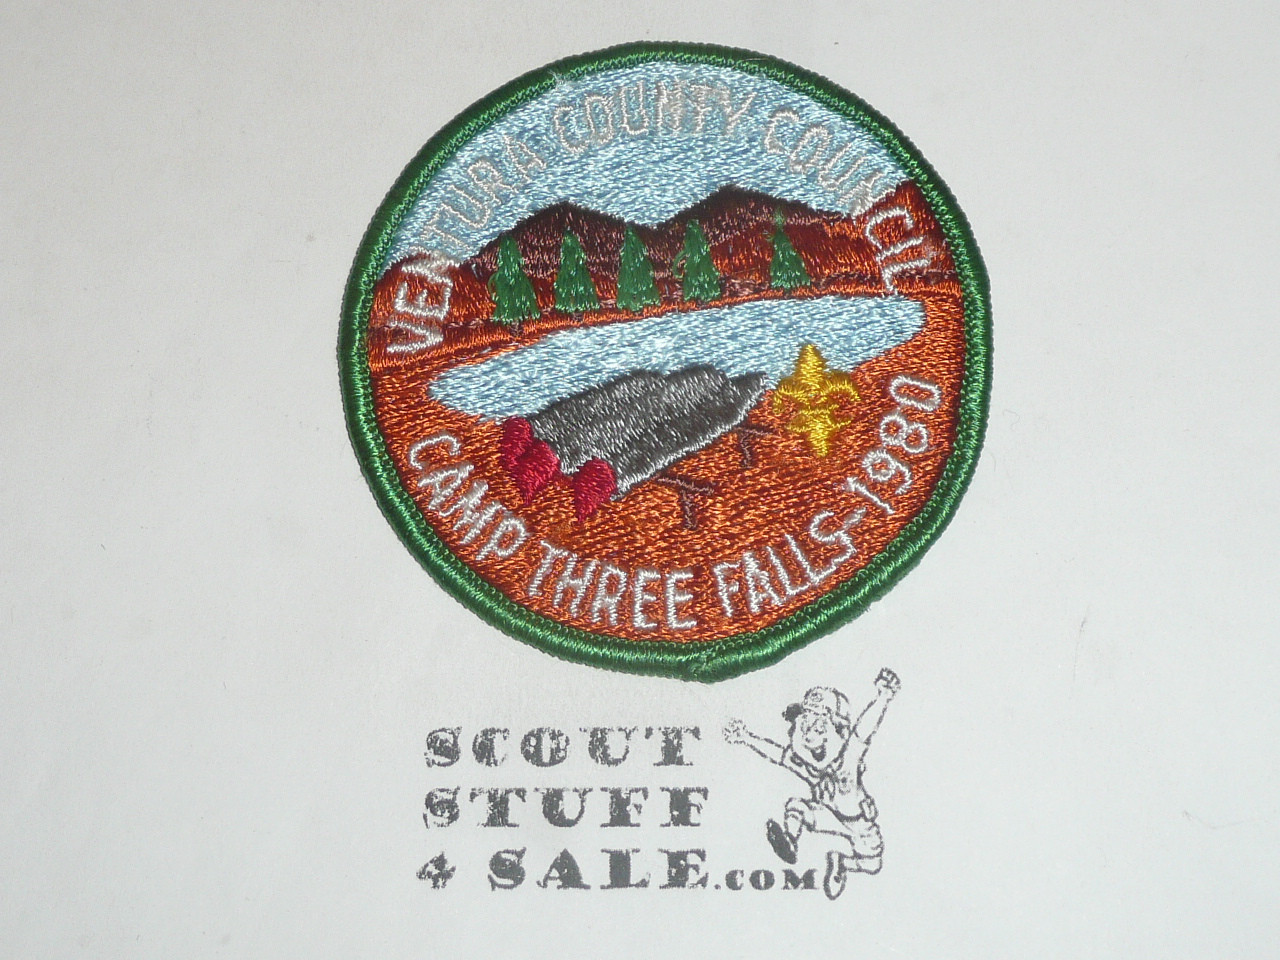 VENTURA COUNTY COUNCIL
CAMP THREE FALLS-1980
SCOUT
STUFF
4 SALE.COM